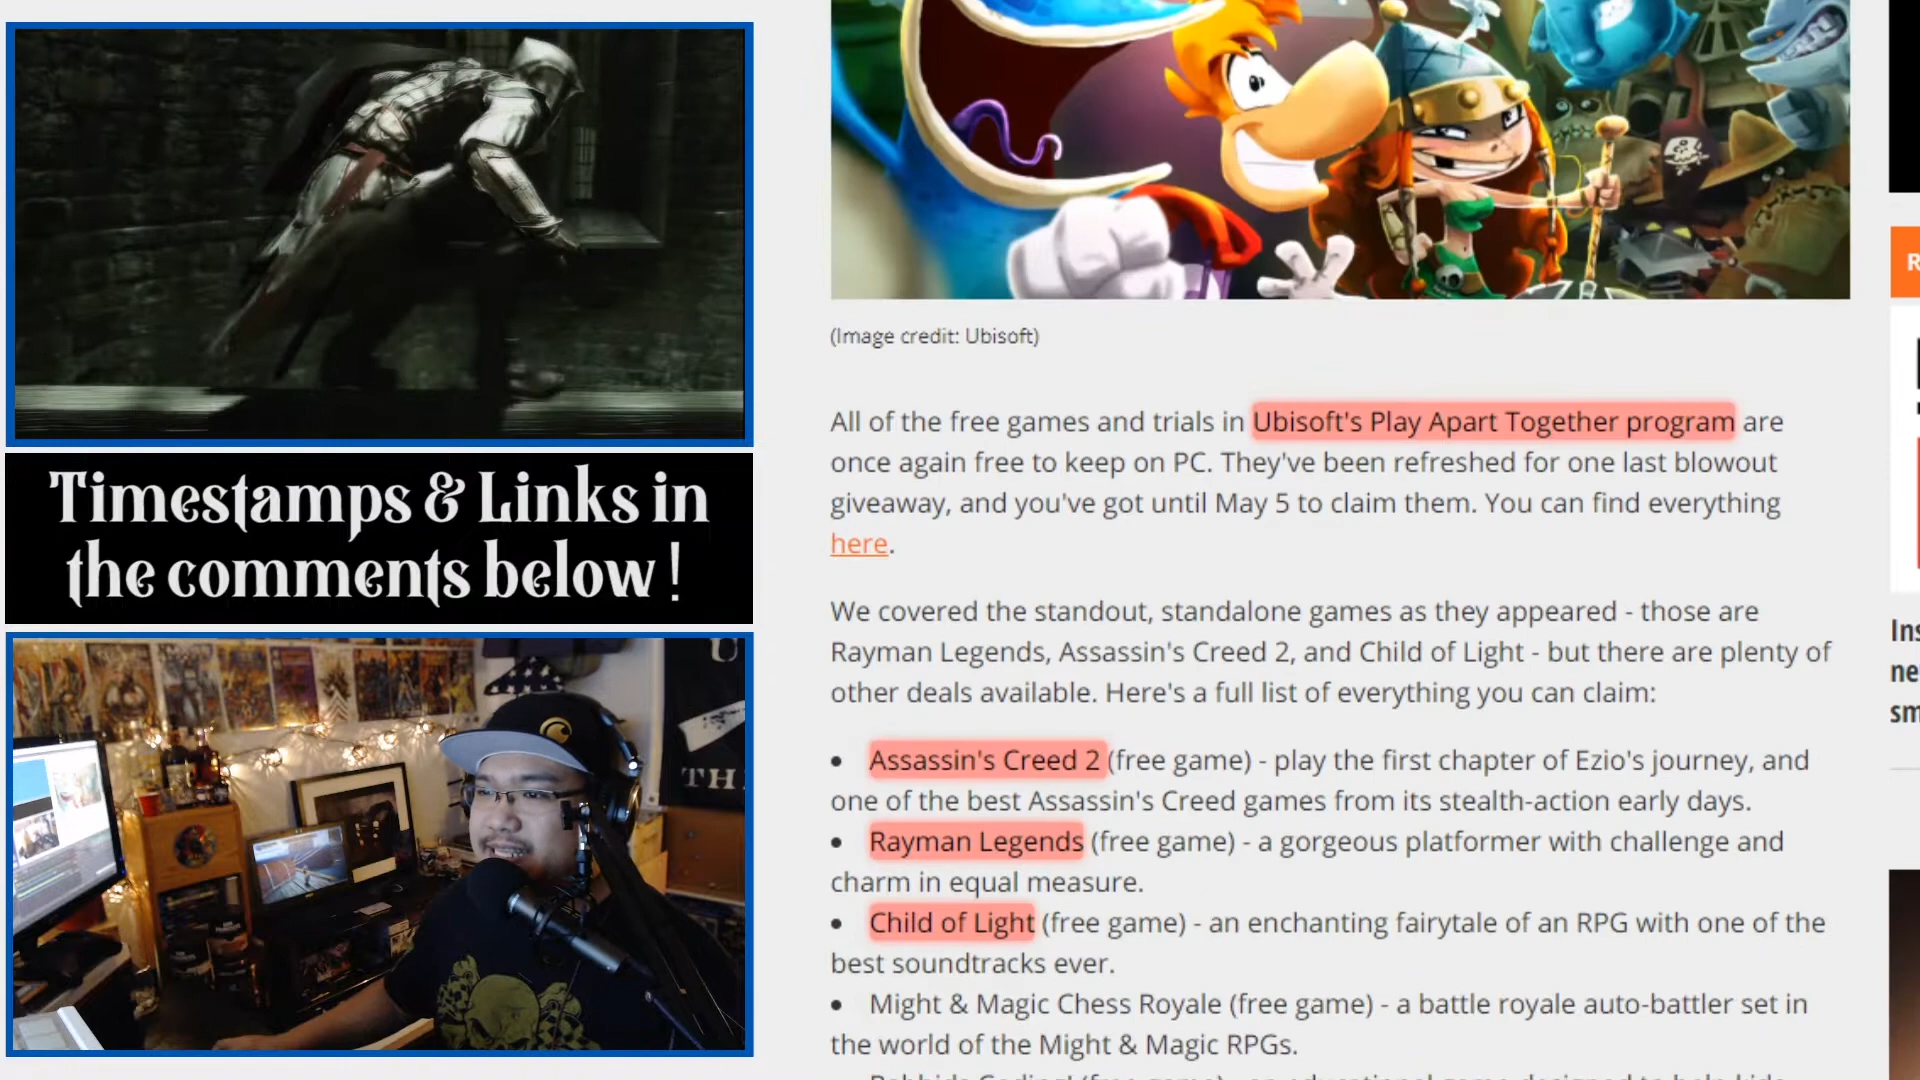 Timestamps & Links in
the comments below !
(Image credit: Ubisoft)
All of the free games and trials in Ubisoft's Play Apart Together program are
once again free to keep on PC. They've been refreshed for one last blowout
giveaway, and you've got until May 5 to claim them. You can find everything
here.
We covered the standout, standalone games as they appeared - those are
Rayman Legends, Assassin's Creed 2, and Child of Light - but there are plenty of
other deals available. Here's a full list of everything you can claim:
• Assassin's Creed 2 (free game) - play the first chapter of Ezio's journey, and
one of the best Assassin's Creed games from its stealth-action early days.
• Rayman Legends (free game) - a gorgeous platformer with challenge and
charm in equal measure.
• Child of Light (free game) - an enchanting fairytale of an RPG with one of the
best soundtracks ever.
• Might & Magic Chess Royale (free game) - a battle royale auto-battler set in
the world of the Might & Magic RPGs.
R
Ins
ne
sm
U
TH